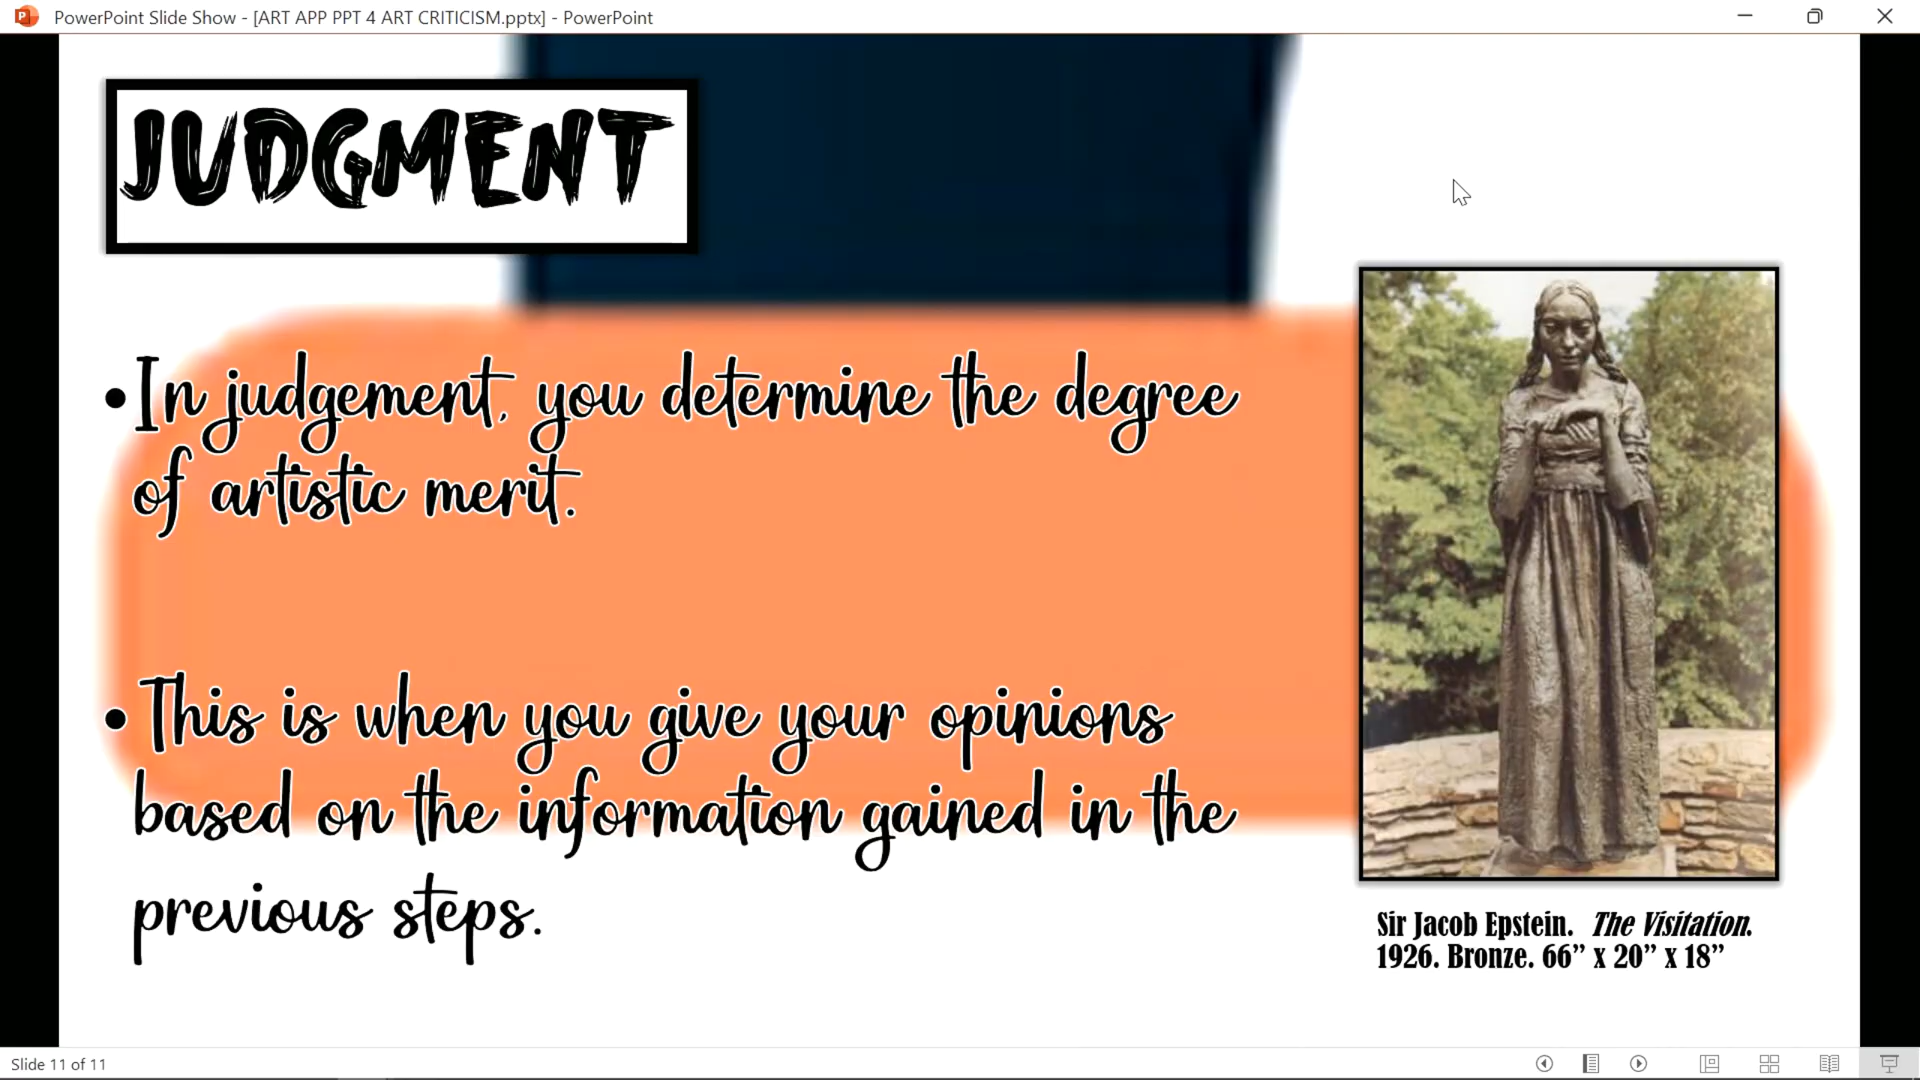 PowerPoint Slide Show - [ART APP PPT 4 ART CRITICISM.pptx] - PowerPoint
JUDGMENT
• In judgement, you determine the degree
of artistic merit.
• This is when you give your opinions
based on the information gained in the
previous steps.
Sir Jacob Epstein. The Visitation.
1926. Bronze. 66” x 20” x 18”
Slide 11 of 11